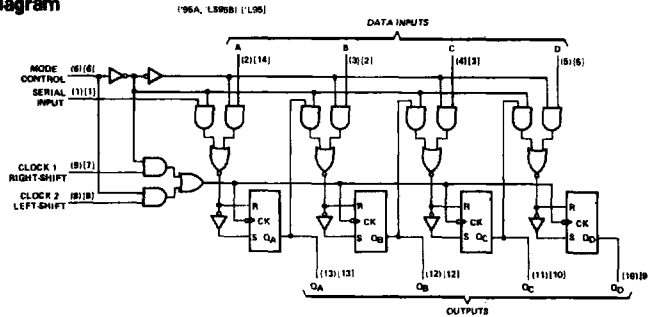 diagram
('95A, 'LS95B) ['L95]
DATA INPUTS
A B C D
(2)[14] (3)[2] (4)[3] (5)[5]
MODE CONTROL (6)[6]
SERIAL INPUT (1)[1]
CLOCK 1 RIGHT-SHIFT (9)[7]
CLOCK 2 LEFT-SHIFT (8)[8]
R R R R
CK CK CK CK
S QA S QB S QC S QD
(13)[13] (12)[12] (11)[10] (10)[9
QA QB QC QD
OUTPUTS